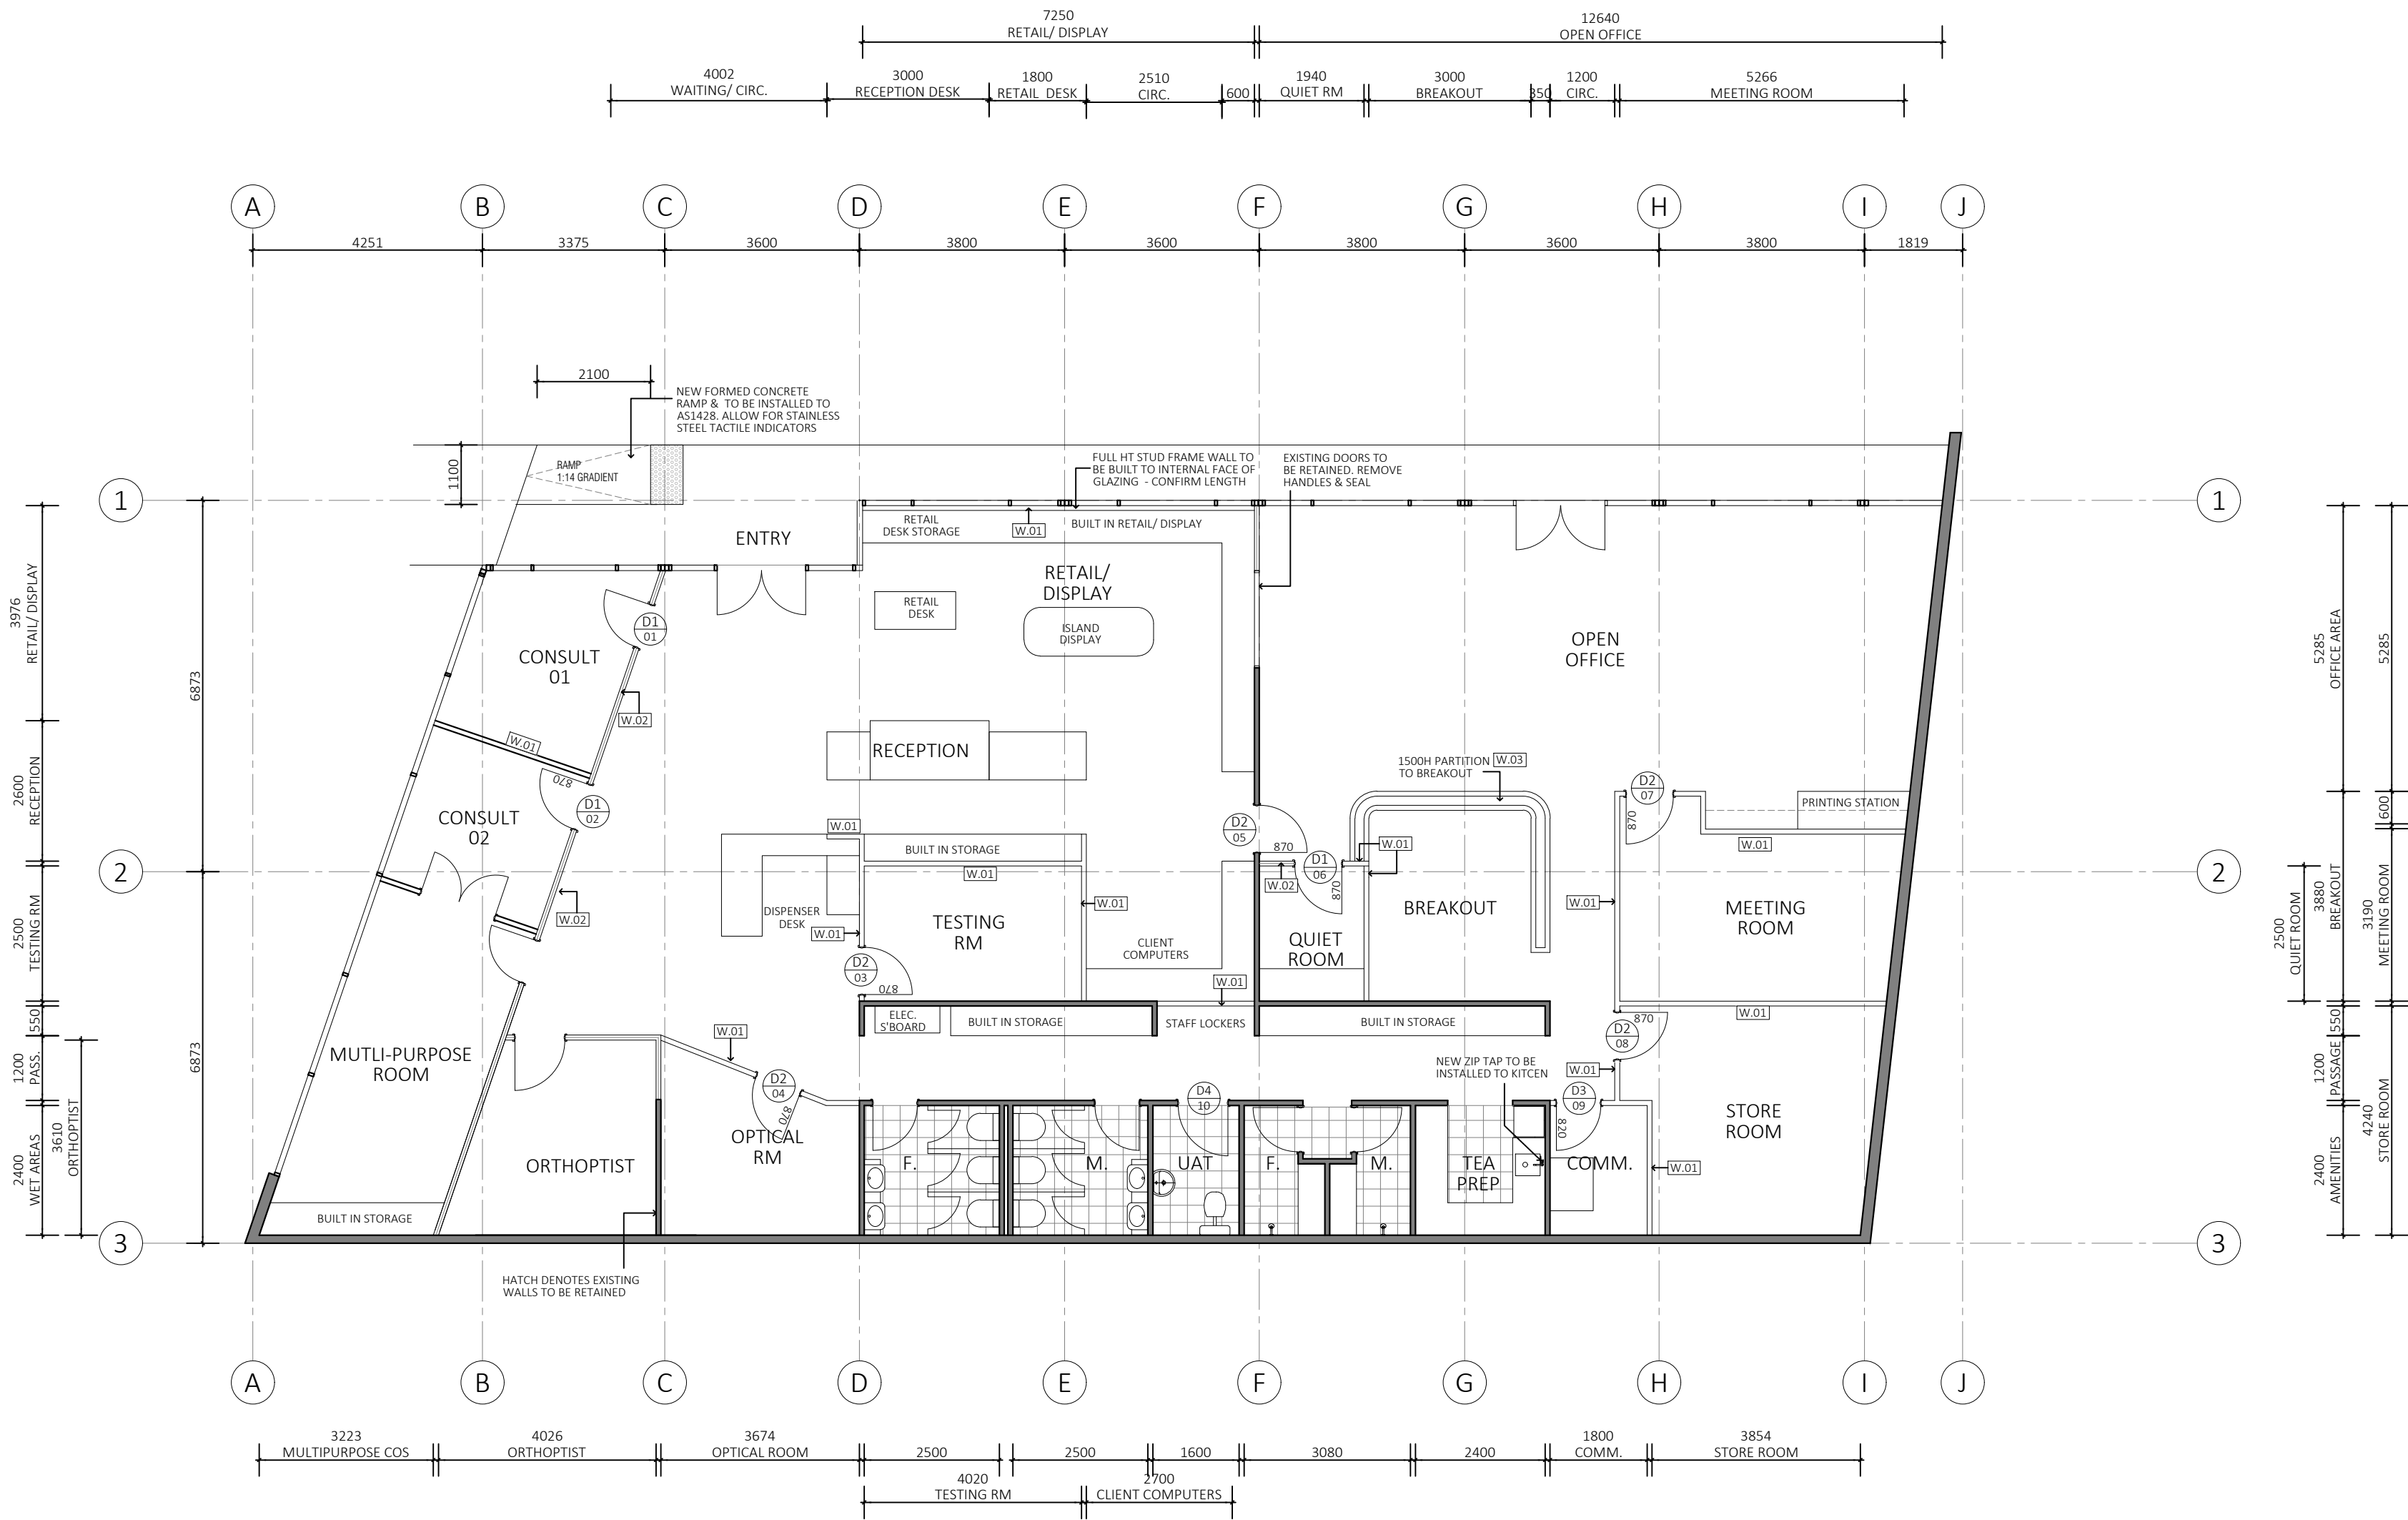 7250
RETAIL/ DISPLAY
12640
OPEN OFFICE
4002
WAITING/ CIRC.
3000
RECEPTION DESK
1800
RETAIL DESK
2510
CIRC.
600
1940
QUIET RM
3000
BREAKOUT
350
1200
CIRC.
5266
MEETING ROOM
A
B
C
D
E
F
G
H
I
J
4251
3375
3600
3800
3600
3800
3600
3800
1819
2100
NEW FORMED CONCRETE
RAMP & TO BE INSTALLED TO
AS1428. ALLOW FOR STAINLESS
STEEL TACTILE INDICATORS
1100
RAMP
1:14 GRADIENT
FULL HT STUD FRAME WALL TO
BE BUILT TO INTERNAL FACE OF
GLAZING - CONFIRM LENGTH
EXISTING DOORS TO
BE RETAINED. REMOVE
HANDLES & SEAL
1
1
RETAIL
DESK STORAGE
W.01
BUILT IN RETAIL/ DISPLAY
ENTRY
RETAIL/
DISPLAY
RETAIL
DESK
ISLAND
DISPLAY
D1
01
CONSULT
01
OPEN
OFFICE
W.02
W.01
RECEPTION
870
D1
02
CONSULT
02
1500H PARTITION
TO BREAKOUT
W.03
D2
07
870
PRINTING STATION
W.01
D2
05
870
W.01
BUILT IN STORAGE
W.01
D1
06
870
W.02
W.01
2
2
DISPENSER
DESK
W.02
W.01
TESTING
RM
W.01
CLIENT
COMPUTERS
QUIET
ROOM
BREAKOUT
W.01
MEETING
ROOM
D2
03
870
W.01
ELEC.
S'BOARD
BUILT IN STORAGE
STAFF LOCKERS
BUILT IN STORAGE
W.01
870
D2
08
W.01
MUTLI-PURPOSE
ROOM
W.01
D2
04
870
OPTICAL
RM
NEW ZIP TAP TO BE
INSTALLED TO KITCEN
W.01
D4
10
D3
09
820
STORE
ROOM
ORTHOPTIST
F.
M.
UAT
F.
M.
TEA
PREP
COMM.
W.01
BUILT IN STORAGE
3
3
HATCH DENOTES EXISTING
WALLS TO BE RETAINED
3976
RETAIL/ DISPLAY
2600
RECEPTION
2500
TESTING RM
550
1200
PASS.
2400
WET AREAS
3610
ORTHOPTIST
6873
6873
2500
QUIET ROOM
5285
OFFICE AREA
3880
BREAKOUT
550
1200
PASSAGE
2400
AMENITIES
5285
600
3190
MEETING ROOM
4240
STORE ROOM
A
B
C
D
E
F
G
H
I
J
3223
MULTIPURPOSE COS
4026
ORTHOPTIST
3674
OPTICAL ROOM
2500
2500
1600
3080
2400
1800
COMM.
3854
STORE ROOM
4020
TESTING RM
2700
CLIENT COMPUTERS